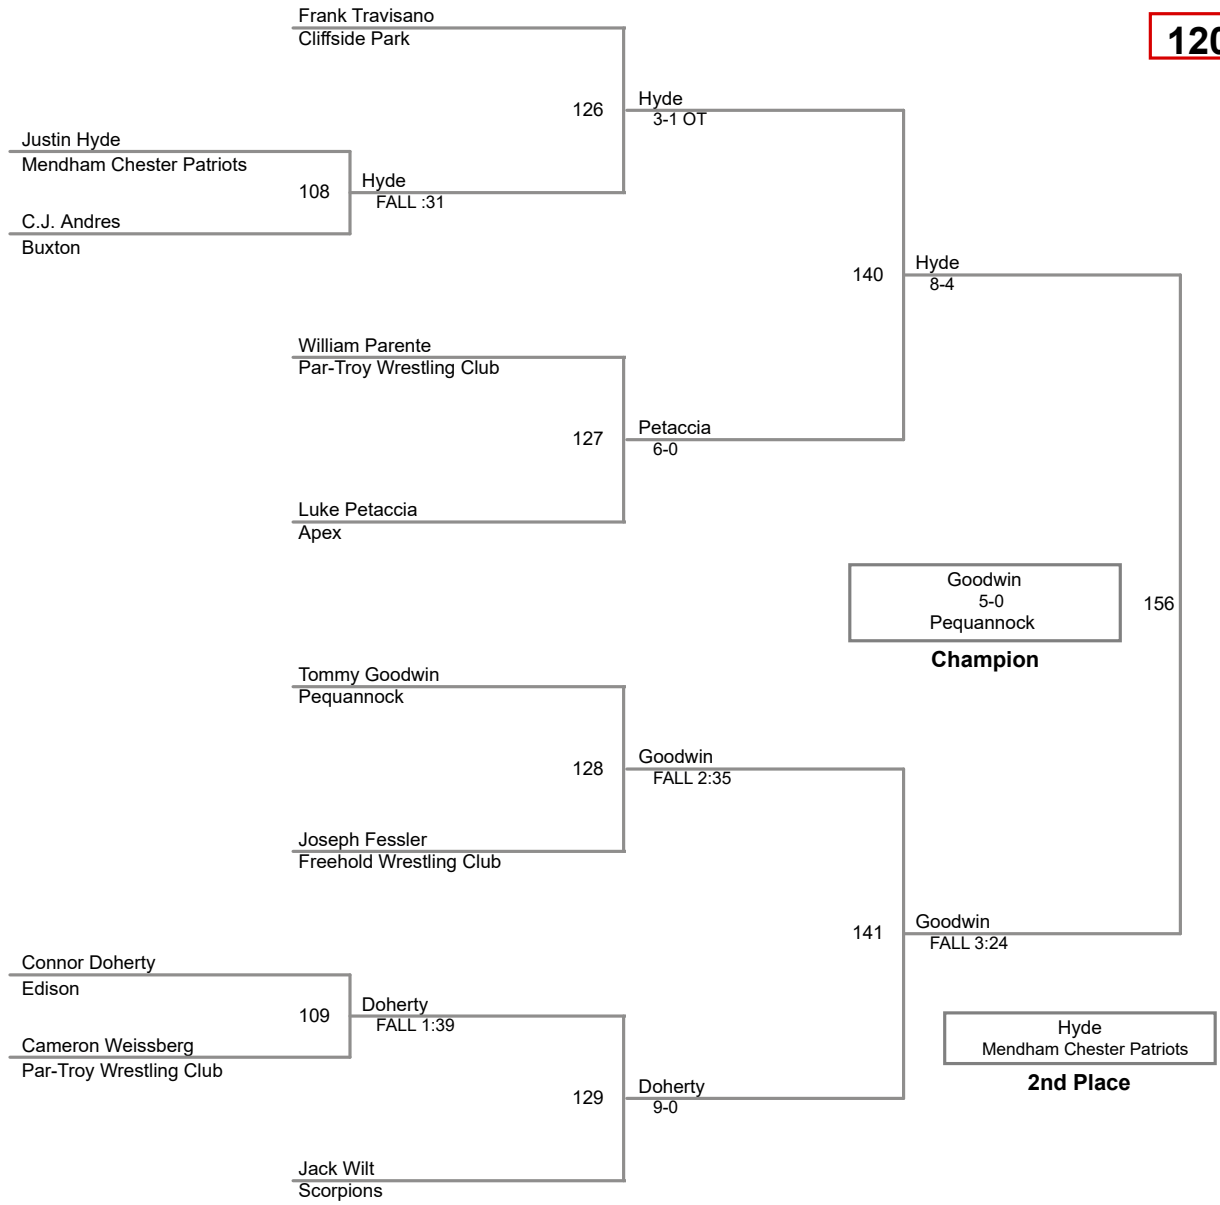 Frank Travisano
Cliffside Park
120
126
Hyde
3-1 OT
Justin Hyde
Mendham Chester Patriots
108
Hyde
FALL :31
C.J. Andres
Buxton
140
Hyde
8-4
William Parente
Par-Troy Wrestling Club
127
Petaccia
6-0
Luke Petaccia
Apex
Goodwin
5-0
Pequannock
156
Champion
Tommy Goodwin
Pequannock
128
Goodwin
FALL 2:35
Joseph Fessler
Freehold Wrestling Club
141
Goodwin
FALL 3:24
Connor Doherty
Edison
109
Doherty
FALL 1:39
Cameron Weissberg
Par-Troy Wrestling Club
Hyde
Mendham Chester Patriots
2nd Place
129
Doherty
9-0
Jack Wilt
Scorpions